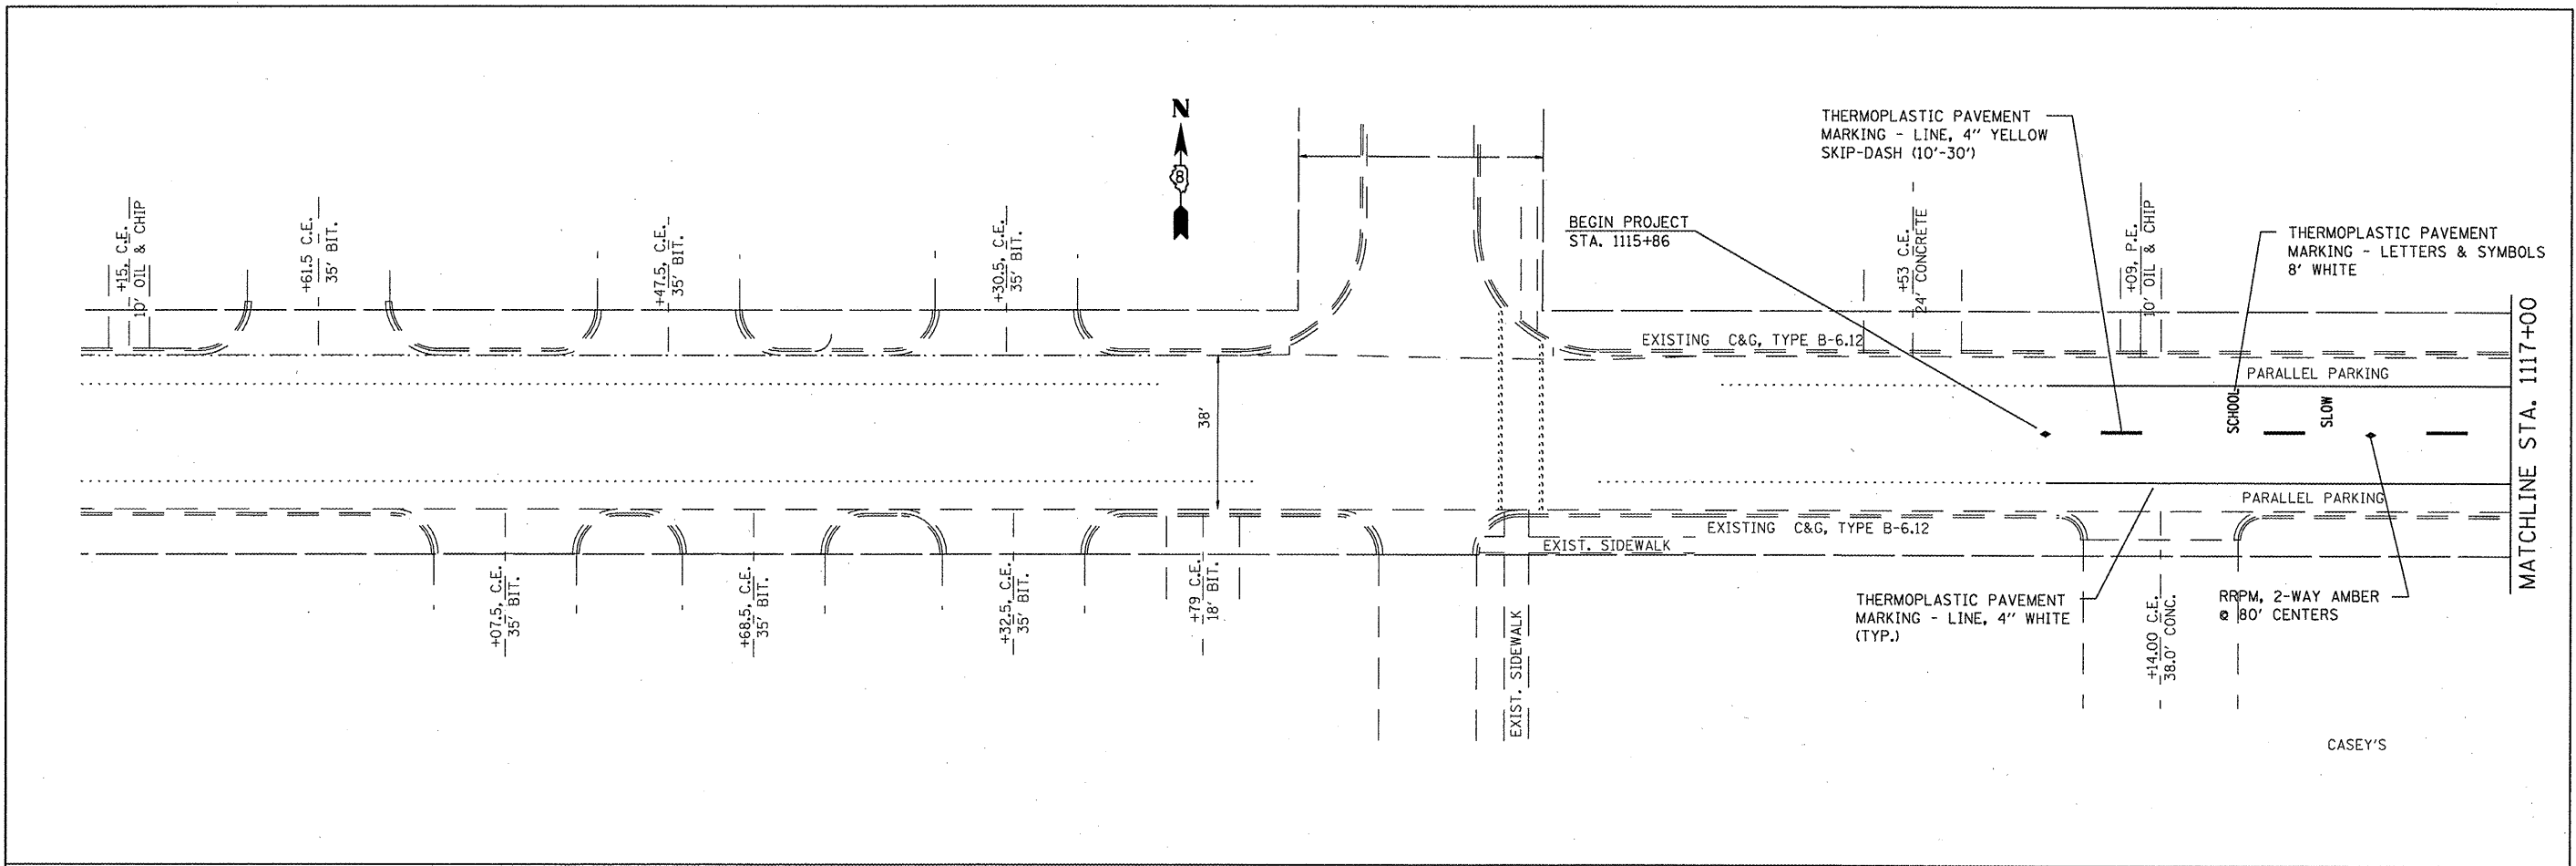 N
8
THERMOPLASTIC PAVEMENT
MARKING - LINE, 4" YELLOW
SKIP-DASH (10'-30')
BEGIN PROJECT
STA. 1115+86
THERMOPLASTIC PAVEMENT
MARKING - LETTERS & SYMBOLS
8' WHITE
+15, C.E.
10' OIL & CHIP
+61.5 C.E.
35' BIT.
+47.5, C.E.
35' BIT.
+30.5, C.E.
35' BIT.
+53 C.E.
24' CONCRETE
+09, P.E.
10' OIL & CHIP
EXISTING C&G, TYPE B-6.12
PARALLEL PARKING
38'
SCHOOL
SLOW
MATCHLINE STA. 1117+00
PARALLEL PARKING
EXISTING C&G, TYPE B-6.12
EXIST. SIDEWALK
+07.5, C.E.
35' BIT.
+68.5, C.E.
35' BIT.
+32.5, C.E.
35' BIT.
+79 C.E.
18' BIT.
EXIST. SIDEWALK
THERMOPLASTIC PAVEMENT
MARKING - LINE, 4" WHITE
(TYP.)
+14.00 C.E.
38.0' CONC.
RRPM, 2-WAY AMBER
@ 80' CENTERS
CASEY'S